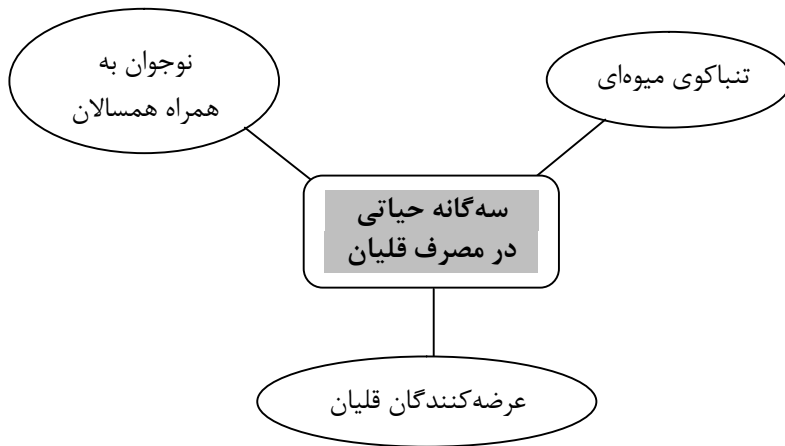 نوجوان به
همراه همسالان
تنباکوی میوه‌ای
سه‌گانه حیاتی
در مصرف قلیان
عرضه‌کنندگان قلیان